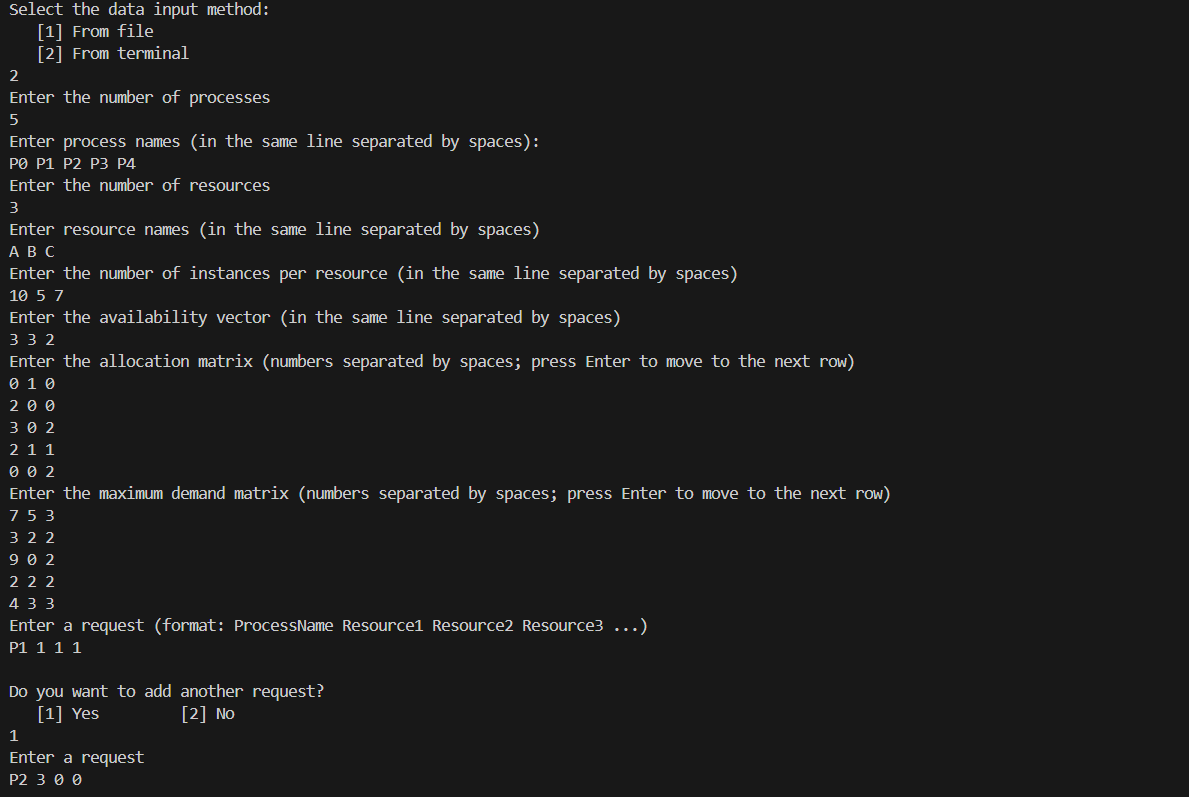 Select the data input method:
[1] From file
[2] From terminal
2
Enter the number of processes
5
Enter process names (in the same line separated by spaces):
P0 P1 P2 P3 P4
Enter the number of resources
3
Enter resource names (in the same line separated by spaces)
A B C
Enter the number of instances per resource (in the same line separated by spaces)
10 5 7
Enter the availability vector (in the same line separated by spaces)
3 3 2
Enter the allocation matrix (numbers separated by spaces; press Enter to move to the next row)
0 1 0
2 0 0
3 0 2
2 1 1
0 0 2
Enter the maximum demand matrix (numbers separated by spaces; press Enter to move to the next row)
7 5 3
3 2 2
9 0 2
2 2 2
4 3 3
Enter a request (format: ProcessName Resource1 Resource2 Resource3 ...)
P1 1 1 1
Do you want to add another request?
[1] Yes [2] No
1
Enter a request
P2 3 0 0